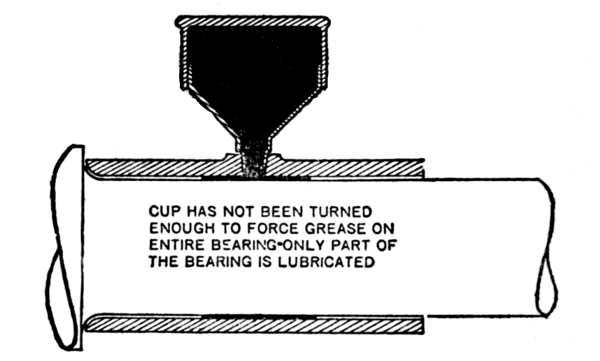 CUP HAS NOT BEEN TURNED
ENOUGH TO FORCE GREASE ON
ENTIRE BEARING-ONLY PART OF
THE BEARING IS LUBRICATED